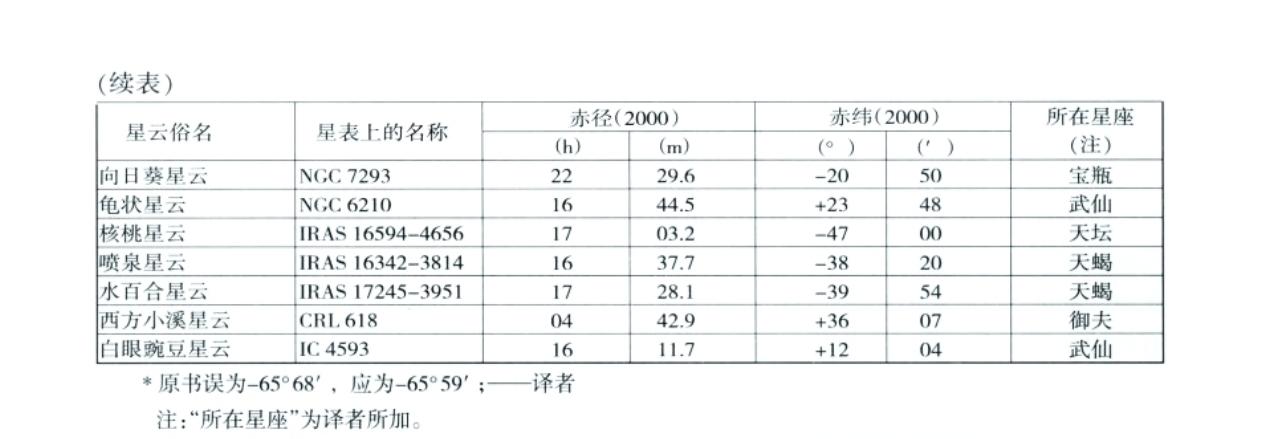 (续表)
星云俗名 星表上的名称 赤径(2000) 赤纬(2000) 所在星座
(h) (m) (° ) (′ ) (注)
向日葵星云 NGC 7293 22 29.6 -20 50 宝瓶
龟状星云 NGC 6210 16 44.5 +23 48 武仙
核桃星云 IRAS 16594-4656 17 03.2 -47 00 天坛
喷泉星云 IRAS 16342-3814 16 37.7 -38 20 天蝎
水百合星云 IRAS 17245-3951 17 28.1 -39 54 天蝎
西方小溪星云 CRL 618 04 42.9 +36 07 御夫
白眼豌豆星云 IC 4593 16 11.7 +12 04 武仙
* 原书误为-65°68′，应为-65°59′；——译者
注:“所在星座”为译者所加。